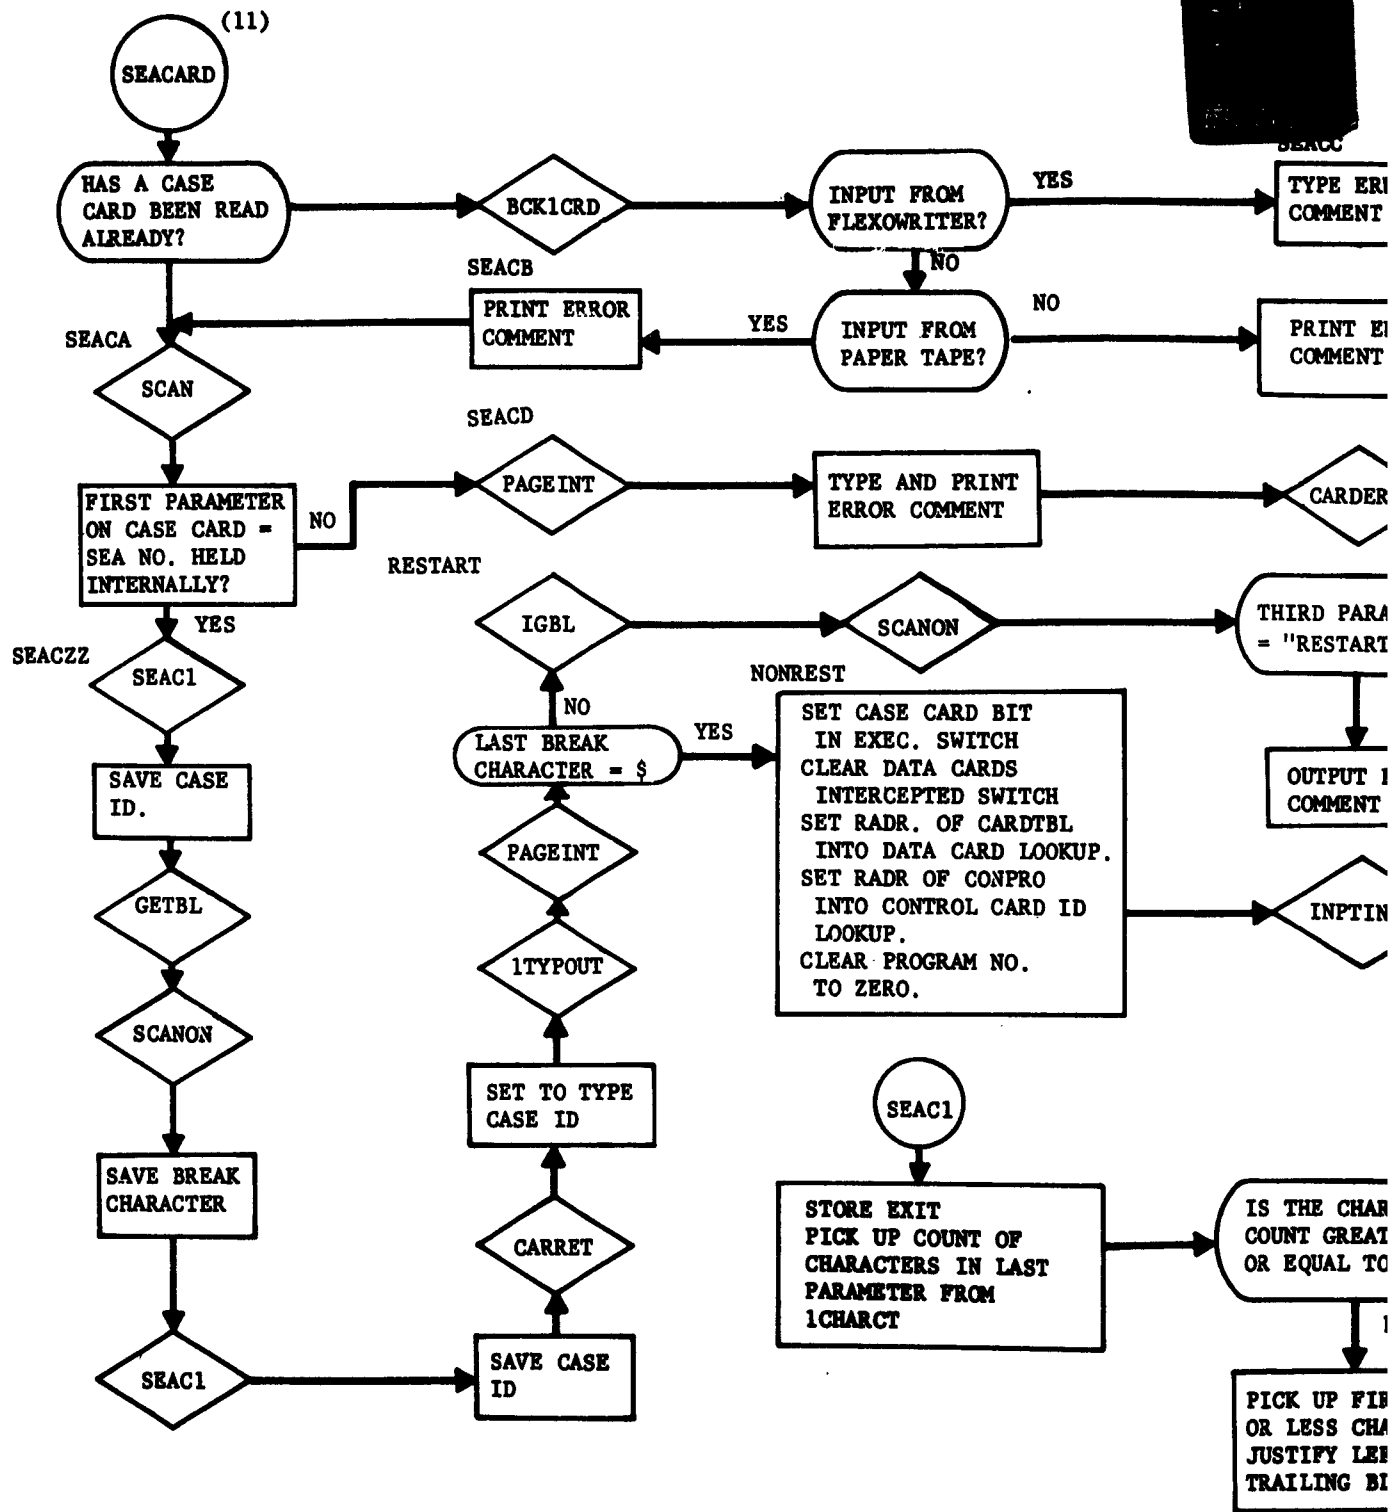 (11)
SEACARD
HAS A CASE
CARD BEEN READ
ALREADY?
BCK1CRD
INPUT FROM
FLEXOWRITER?
YES
SEACC
TYPE
COMMENT
NO
SEACB
PRINT ERROR
COMMENT
YES
INPUT FROM
PAPER TAPE?
NO
PRINT
COMMENT
SEACA
SCAN
SEACD
PAGEINT
TYPE AND PRINT
ERROR COMMENT
CARDER
FIRST PARAMETER
ON CASE CARD =
SEA NO. HELD
INTERNALLY?
NO
YES
RESTART
IGBL
SCANON
THIRD PARA
= "RESTART
SEACZZ
SEAC1
NO
LAST BREAK
CHARACTER = $
YES
NONREST
SET CASE CARD BIT
IN EXEC. SWITCH
CLEAR DATA CARDS
INTERCEPTED SWITCH
SET RADR. OF CARDTBL
INTO DATA CARD LOOKUP.
SET RADR OF CONPRO
INTO CONTROL CARD ID
LOOKUP.
CLEAR PROGRAM NO.
TO ZERO.
OUTPUT
COMMENT
INPTIN
SAVE CASE
ID.
GETBL
SCANON
SAVE BREAK
CHARACTER
SEAC1
SAVE CASE
ID
CARRET
SET TO TYPE
CASE ID
1TYPOUT
PAGEINT
SEAC1
STORE EXIT
PICK UP COUNT OF
CHARACTERS IN LAST
PARAMETER FROM
1CHARCT
IS THE CHAR
COUNT GREAT
OR EQUAL TO
PICK UP
OR LESS CHA
JUSTIFY
TRAILING